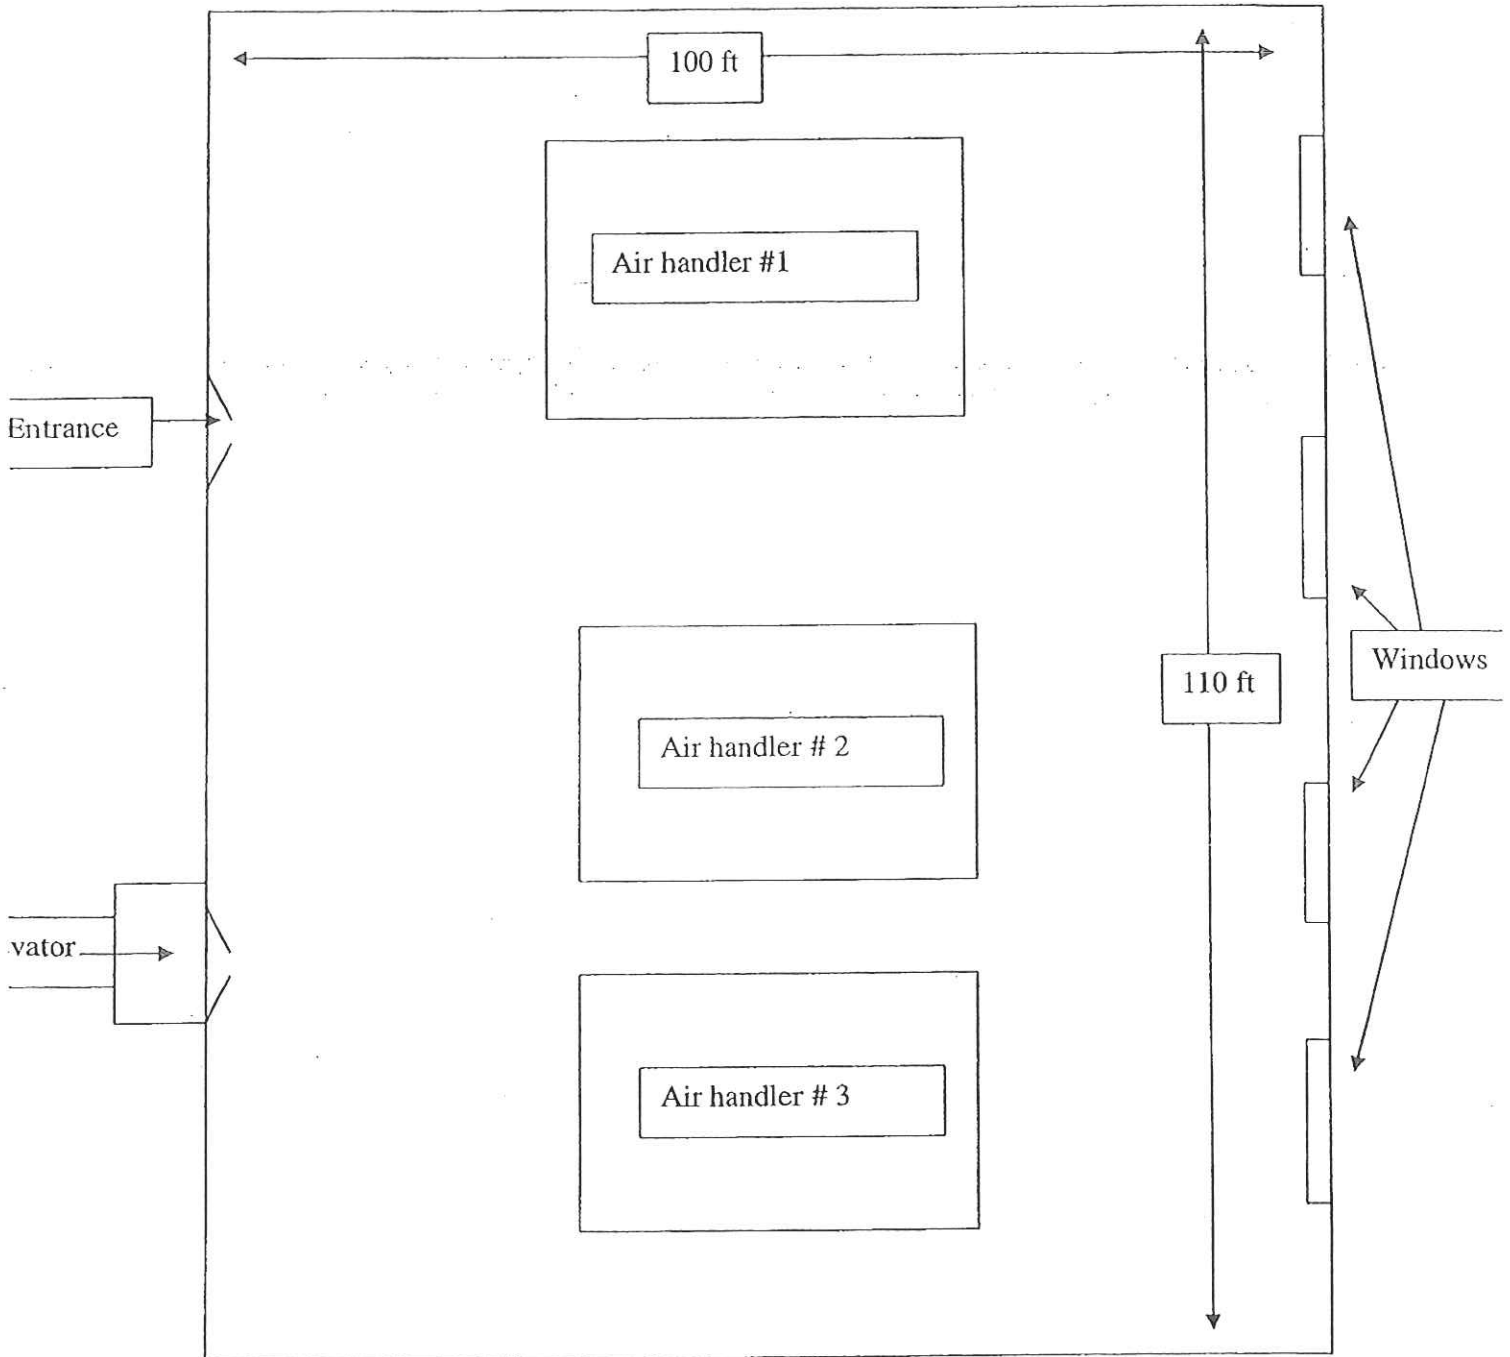 100 ft
Air handler #1
Entrance
Windows
110 ft
Air handler # 2
vator
Air handler # 3